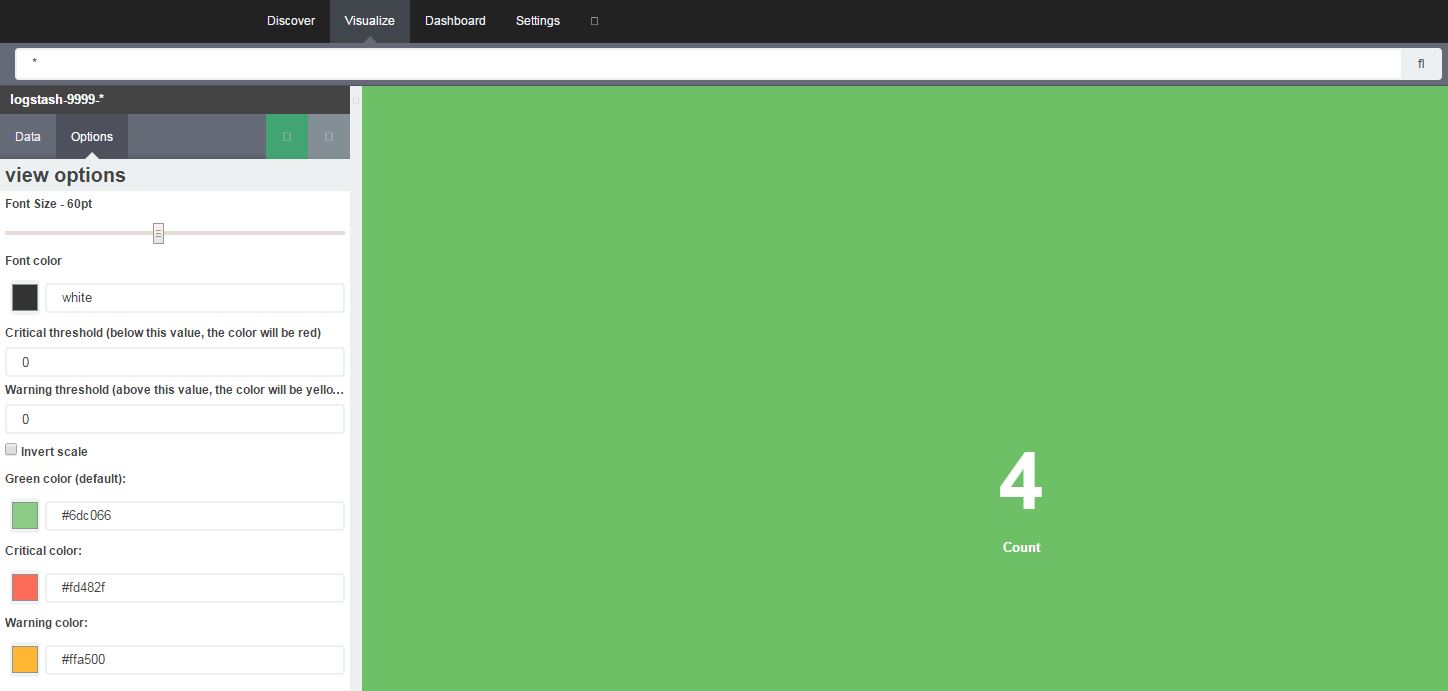 Discover Visualize Dashboard Settings
*
fl
logstash-9999-*
Data Options
view options
Font Size - 60pt
Font color
white
Critical threshold (below this value, the color will be red)
0
Warning threshold (above this value, the color will be yello...
0
Invert scale
Green color (default):
#6dc066
Critical color:
#fd482f
Warning color:
#ffa500
4
Count